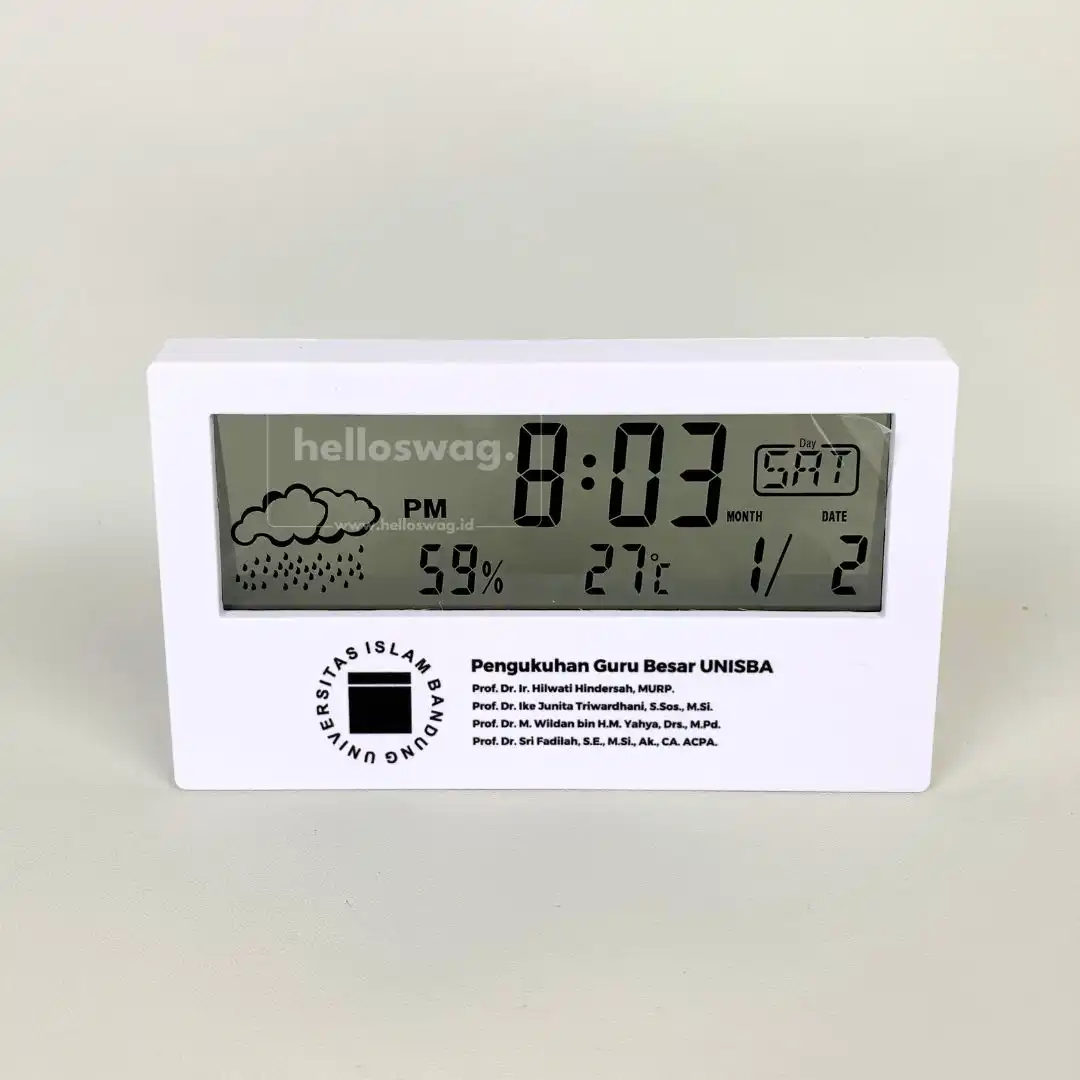 helloswag.
www.helloswag.id
PM
8:03
Day
SAT
MONTH
DATE
59%
27°C
1/ 2
UNIVERSITAS ISLAM BANDUNG
Pengukuhan Guru Besar UNISBA
Prof. Dr. Ir. Hilwati Hindersah, MURP.
Prof. Dr. Ike Junita Triwardhani, S.Sos., M.Si.
Prof. Dr. M. Wildan bin H.M. Yahya, Drs., M.Pd.
Prof. Dr. Sri Fadilah, S.E., M.Si., Ak., CA. ACPA.